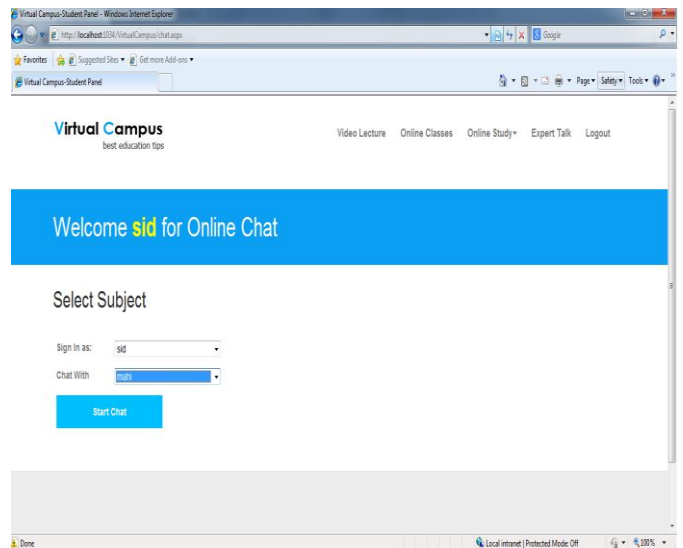 Virtual Campus-Student Panel - Windows Internet Explorer
http://localhost:1034/VirtualCampus/chat.aspx
Google
Favorites Suggested Sites Get more Add-ons
Virtual Campus-Student Panel
Page Safety Tools
Virtual Campus
best education tips
Video Lecture Online Classes Online Study Expert Talk Logout
Welcome sid for Online Chat
Select Subject
Sign In as: sid
Chat With mahi
Start Chat
Done
Local intranet | Protected Mode: Off
100%